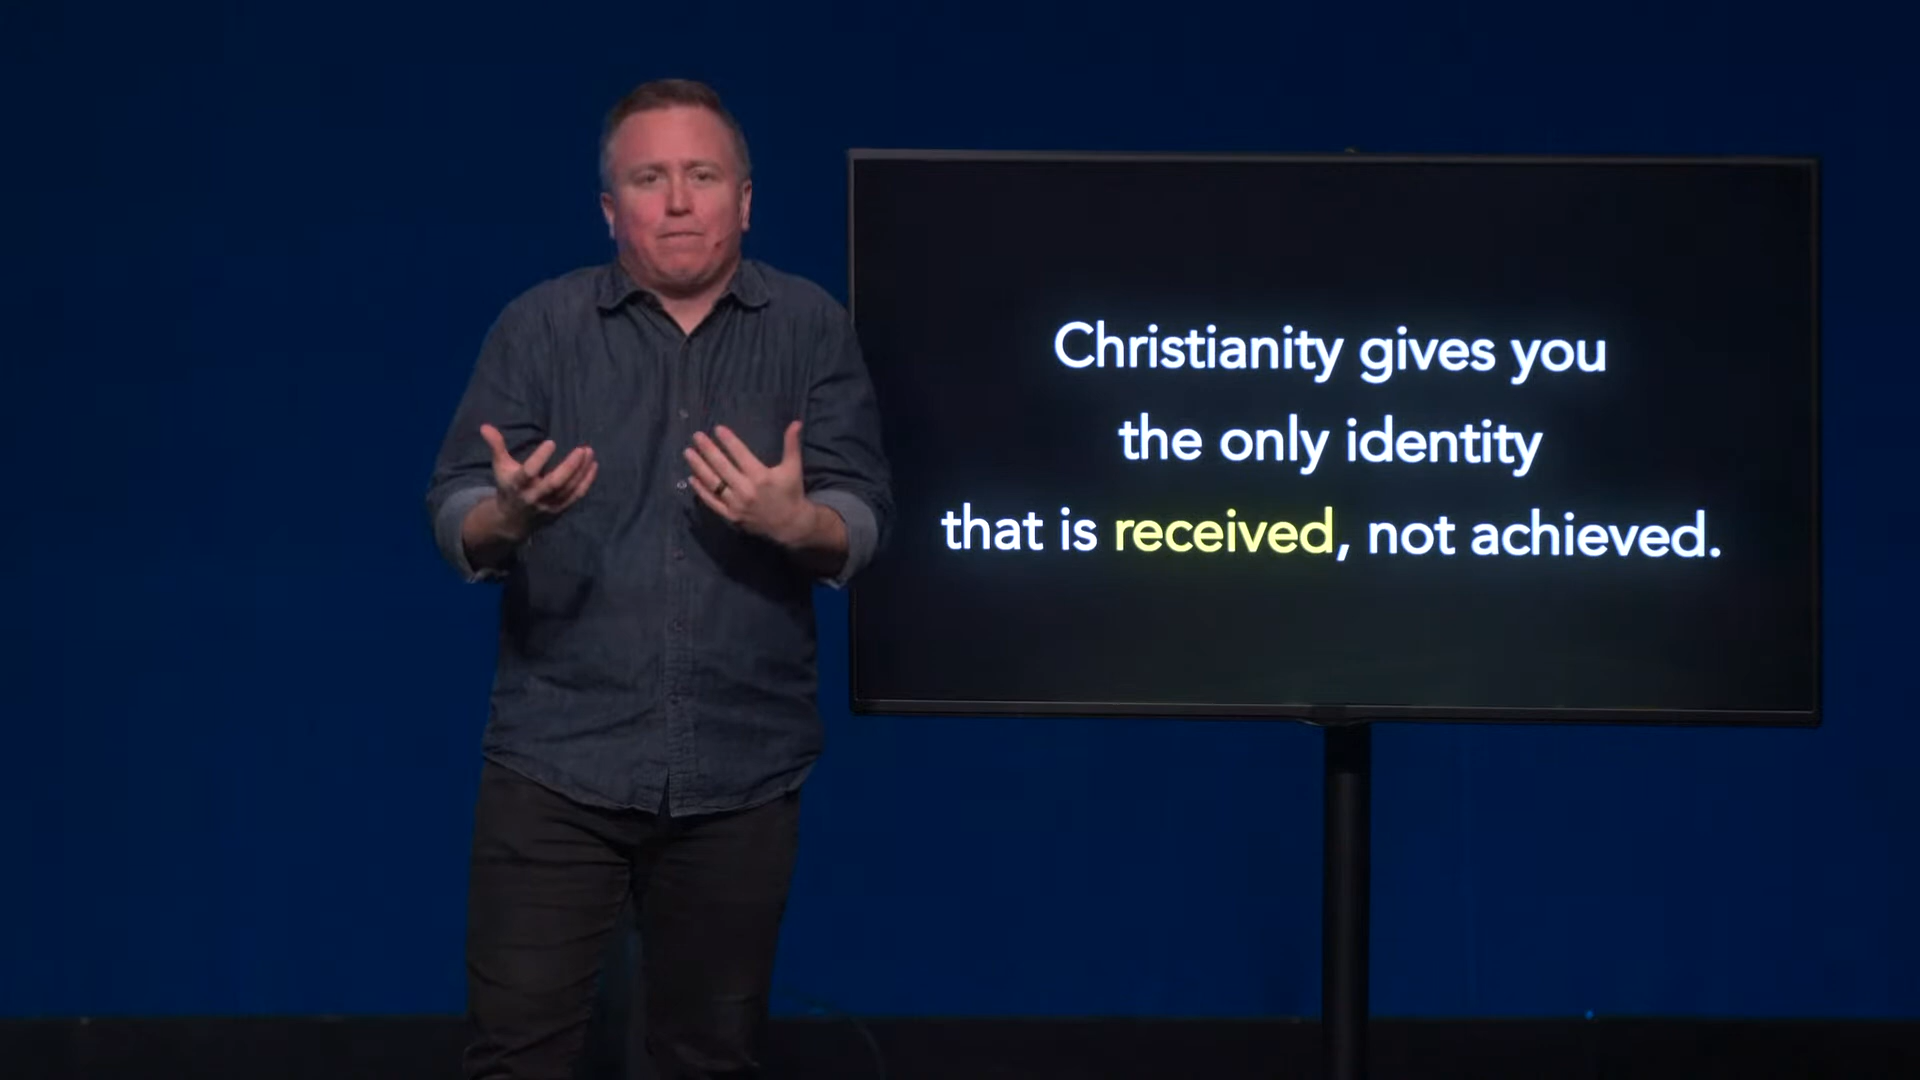 Christianity gives you
the only identity
that is received, not achieved.